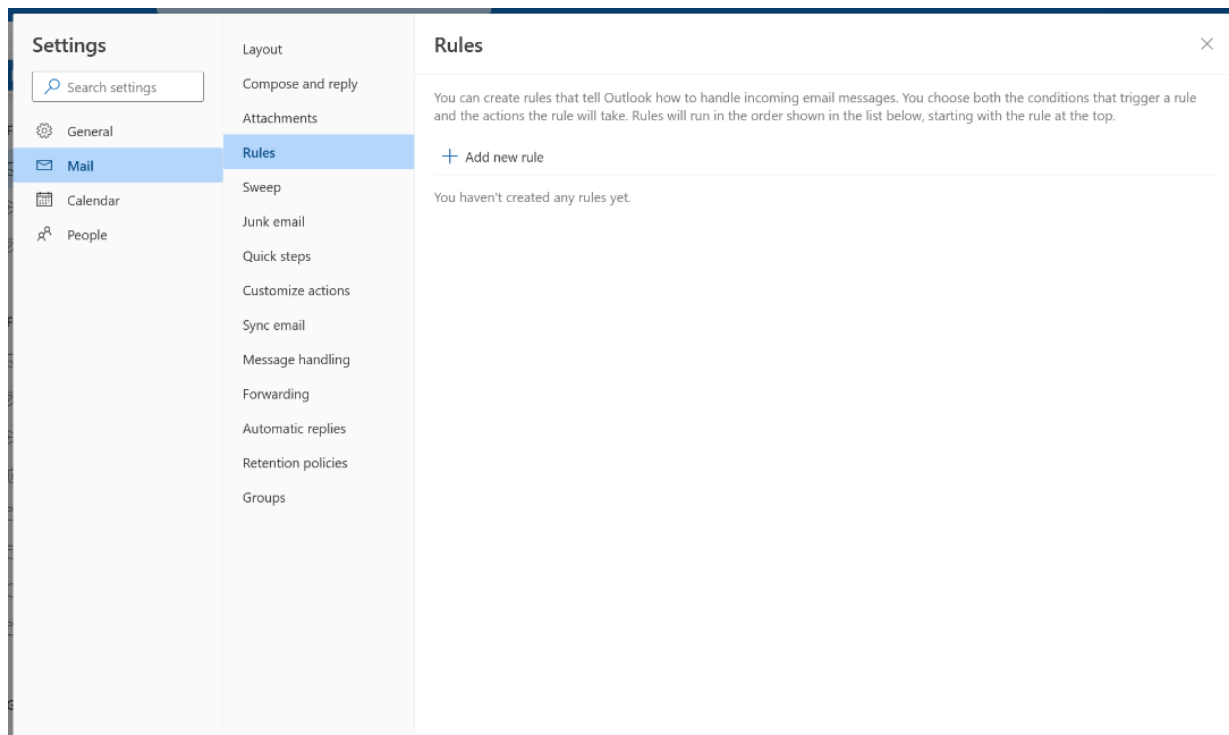 Settings
Search settings
General
Mail
Calendar
People
Layout
Compose and reply
Attachments
Rules
Sweep
Junk email
Quick steps
Customize actions
Sync email
Message handling
Forwarding
Automatic replies
Retention policies
Groups
Rules
You can create rules that tell Outlook how to handle incoming email messages. You choose both the conditions that trigger a rule
and the actions the rule will take. Rules will run in the order shown in the list below, starting with the rule at the top.
Add new rule
You haven't created any rules yet.